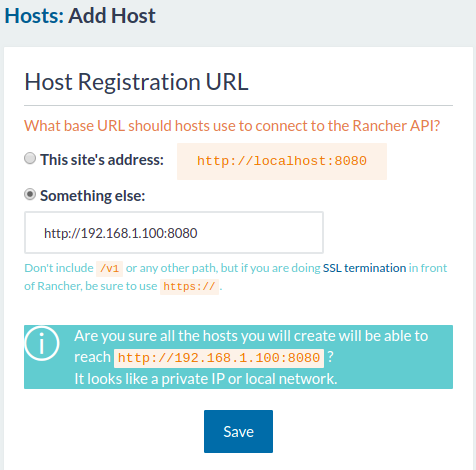 Hosts: Add Host
Host Registration URL
What base URL should hosts use to connect to the Rancher API?
This site's address: http://localhost:8080
Something else:
http://192.168.1.100:8080
Don't include /v1 or any other path, but if you are doing SSL termination in front
of Rancher, be sure to use https:// .
Are you sure all the hosts you will create will be able to
reach http://192.168.1.100:8080 ?
It looks like a private IP or local network.
Save